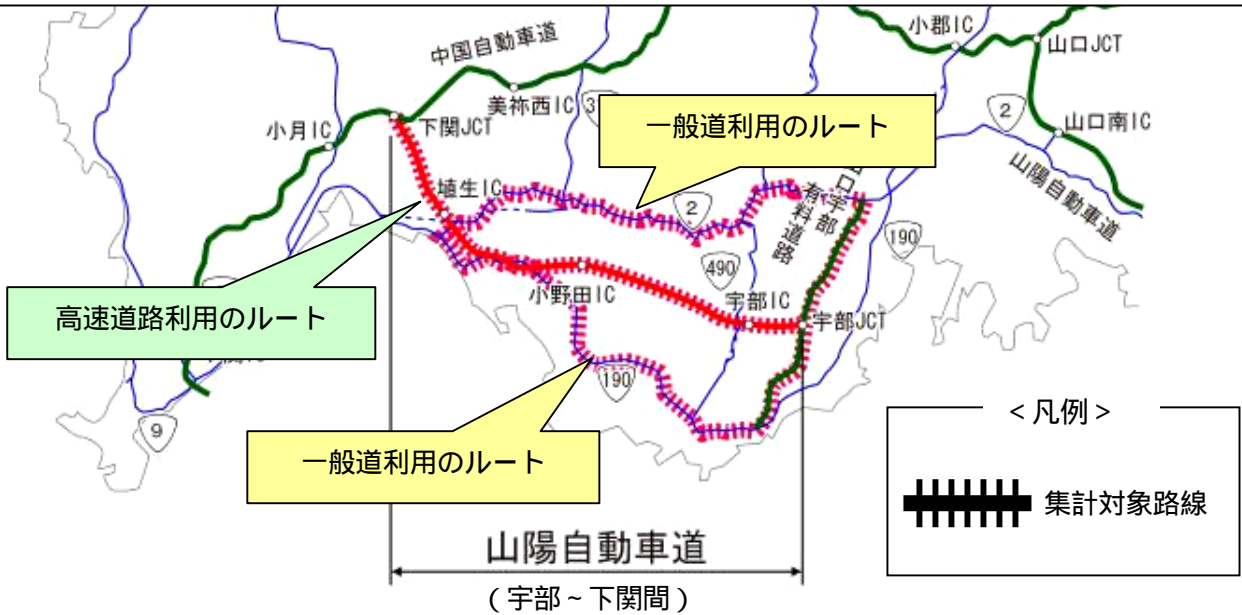 中国自動車道
小郡IC
山口JCT
美祢西IC
小月IC
下関JCT
一般道利用のルート
2
山口南IC
山陽自動車道
埴生IC
2
有料道路
190
490
高速道路利用のルート
小野田IC
宇部IC
宇部JCT
190
9
一般道利用のルート
<凡例>
集計対象路線
山陽自動車道
(宇部~下関間)